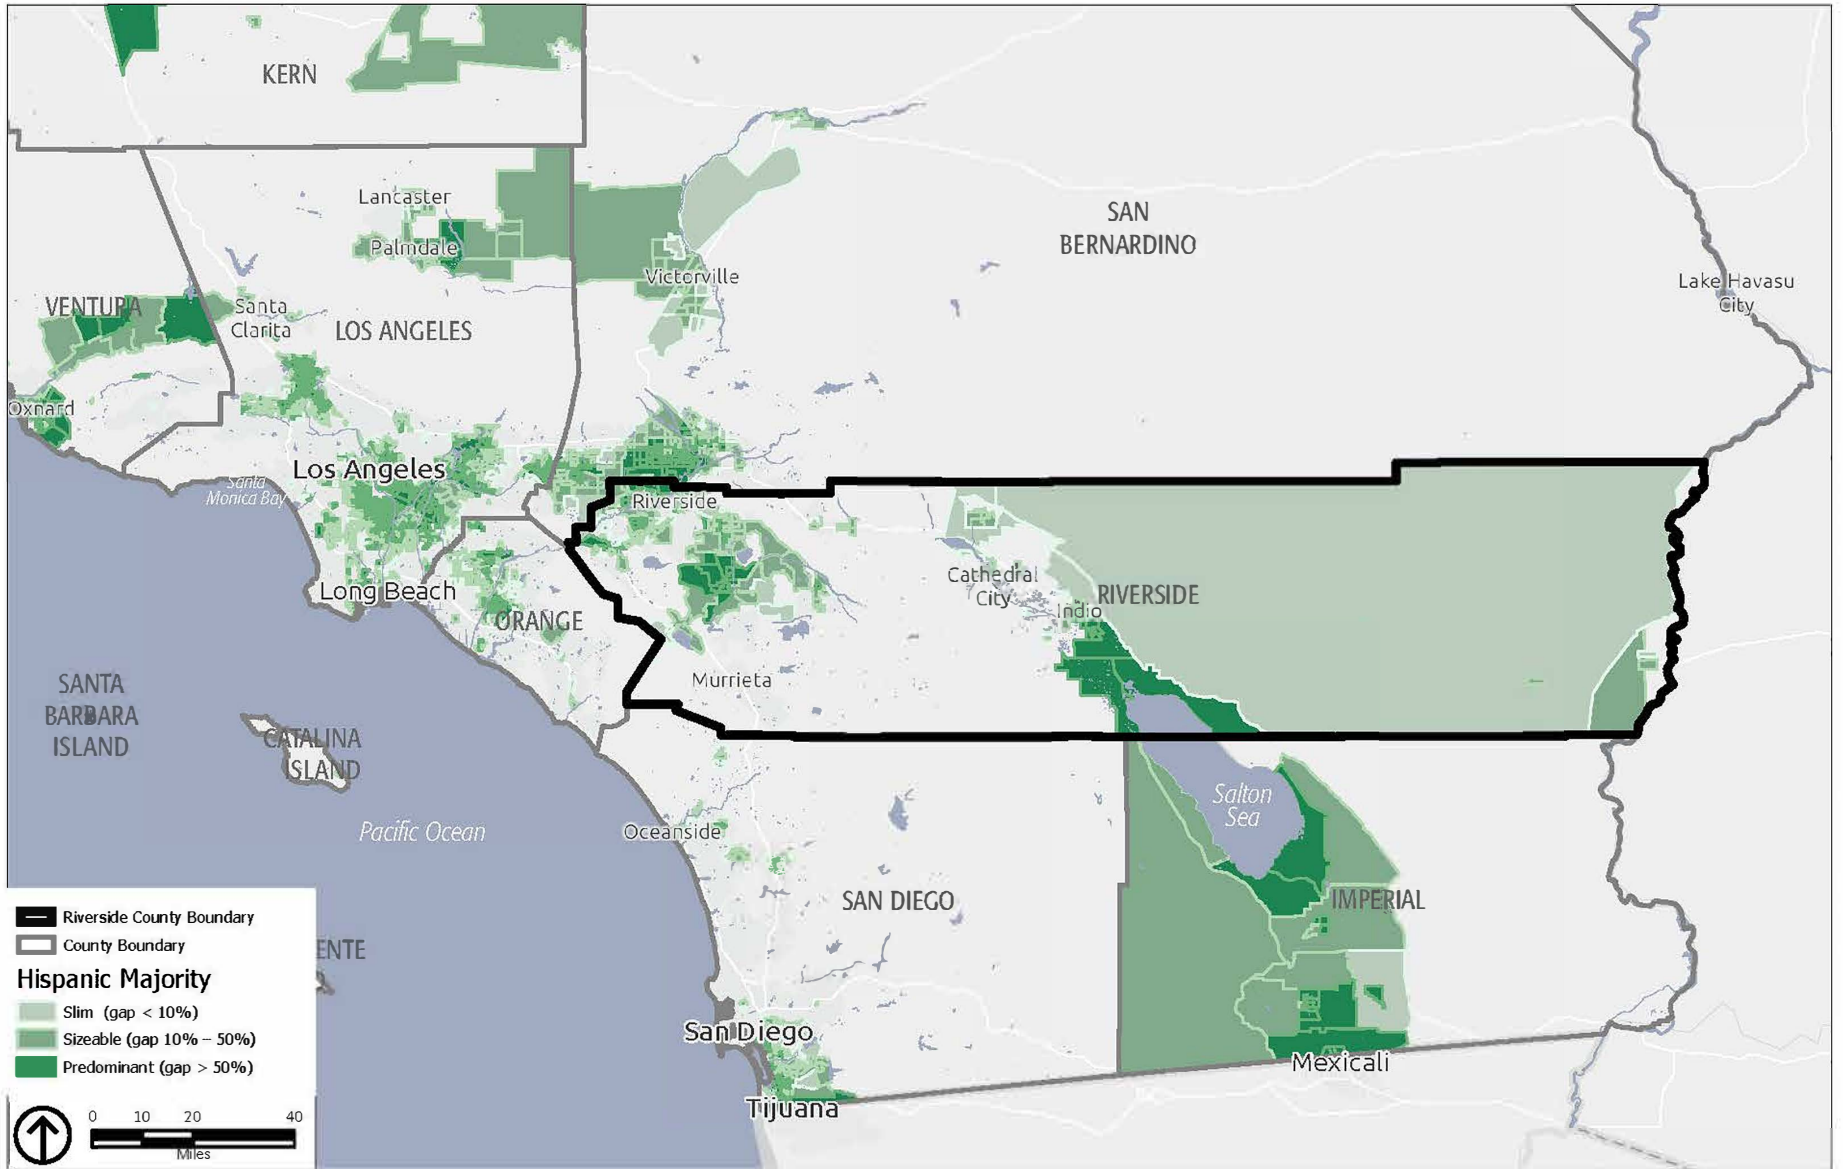 KERN
Lancaster
Palmdale
SAN
BERNARDINO
Victorville
Lake Havasu
City
VENTURA
Santa
Clarita
LOS ANGELES
Oxnard
Los Angeles
Santa
Monica Bay
Riverside
Long Beach
ORANGE
Cathedral
City
Indio
RIVERSIDE
Murrieta
SANTA
BARBARA
ISLAND
CATALINA
ISLAND
Pacific Ocean
Oceanside
Salton
Sea
SAN DIEGO
IMPERIAL
ENTE
San Diego
Mexicali
Tijuana
Riverside County Boundary
County Boundary
Hispanic Majority
Slim (gap < 10%)
Sizeable (gap 10% – 50%)
Predominant (gap > 50%)
0 10 20 40
Miles